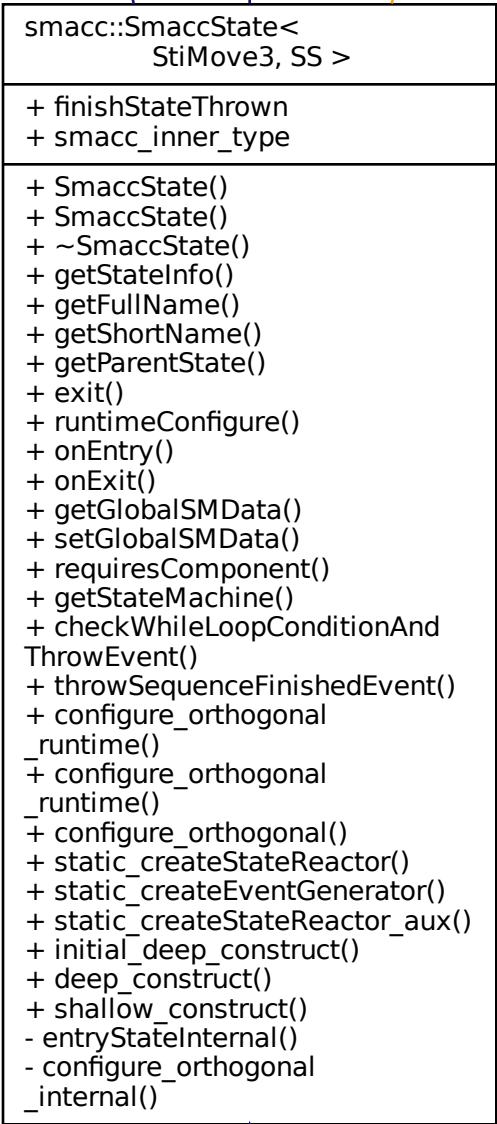 smacc::SmaccState<
StiMove3, SS >
+ finishStateThrown
+ smacc_inner_type
+ SmaccState()
+ SmaccState()
+ ~SmaccState()
+ getStateInfo()
+ getFullName()
+ getShortName()
+ getParentState()
+ exit()
+ runtimeConfigure()
+ onEntry()
+ onExit()
+ getGlobalSMData()
+ setGlobalSMData()
+ requiresComponent()
+ getStateMachine()
+ checkWhileLoopConditionAnd
ThrowEvent()
+ throwSequenceFinishedEvent()
+ configure_orthogonal
_runtime()
+ configure_orthogonal
_runtime()
+ configure_orthogonal()
+ static_createStateReactor()
+ static_createEventGenerator()
+ static_createStateReactor_aux()
+ initial_deep_construct()
+ deep_construct()
+ shallow_construct()
- entryStateInternal()
- configure_orthogonal
_internal()